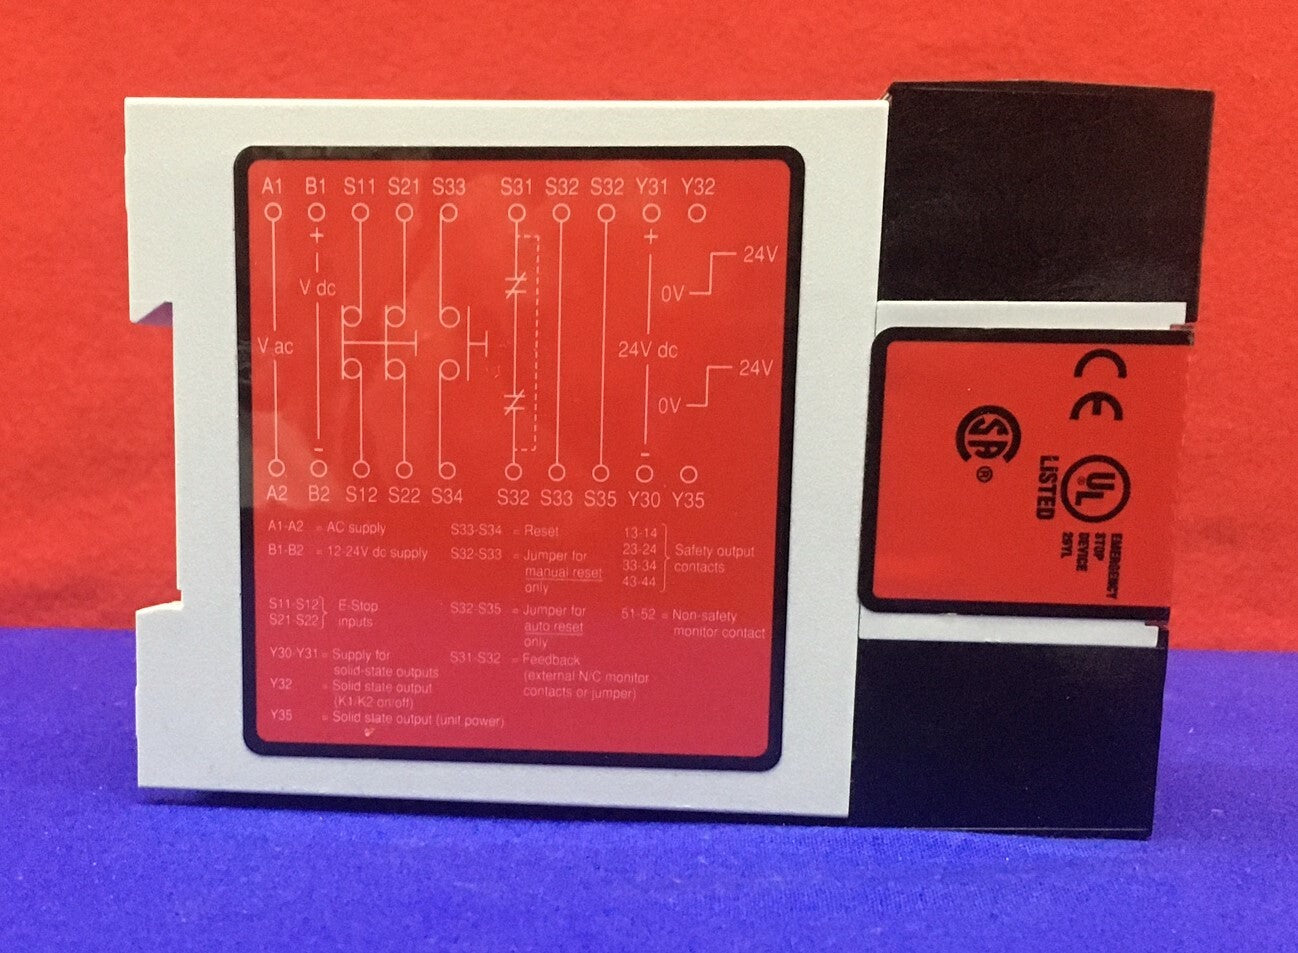 A1 B1 S11 S21 S33 S31 S32 S32 Y31 Y32
+ +
24V
V dc
0V
V ac
24V dc
24V
0V
- -
A2 B2 S12 S22 S34 S32 S33 S35 Y30 Y35
A1-A2 = AC supply
B1-B2 = 12-24V dc supply
S11-S12
S21-S22
} E-Stop
inputs
Y30-Y31 = Supply for
solid-state outputs
Y32 = Solid state output
(K1/K2 on/off)
Y35 = Solid state output (unit power)
S33-S34 = Reset
S32-S33 = Jumper for
manual reset
only
S32-S35 = Jumper for
auto reset
only
S31-S32 = Feedback
(external N/C monitor
contacts or jumper)
13-14
23-24
33-34
43-44
} Safety output
contacts
51-52 = Non-safety
monitor contact
CE
SA ®
UL ®
LISTED
EMERGENCY
STOP
DEVICE
29YL